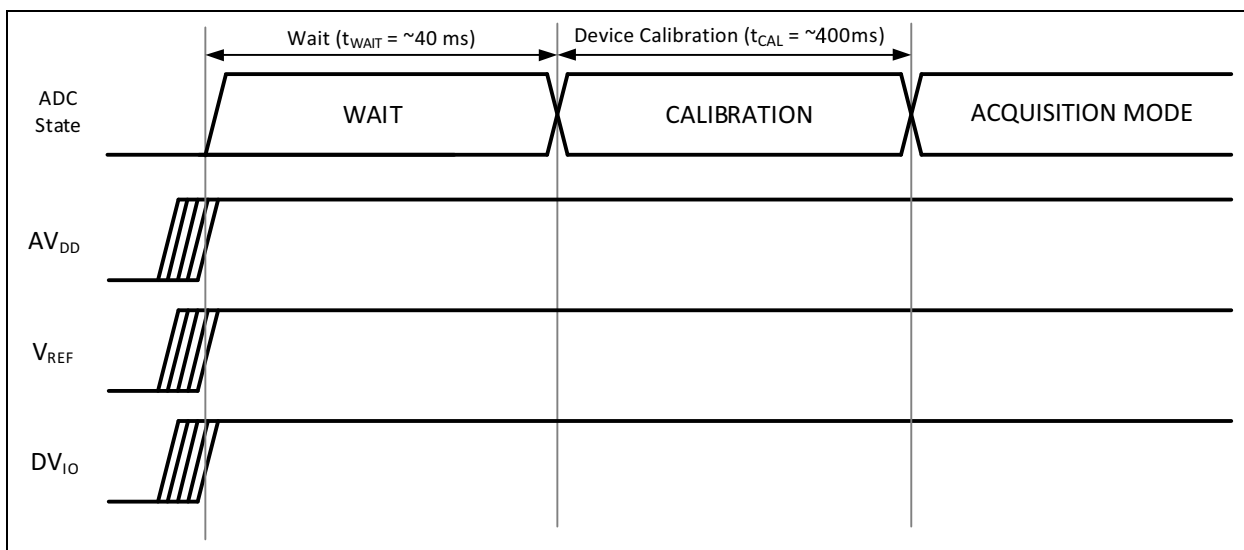 Wait (tWAIT = ~40 ms) Device Calibration (tCAL = ~400ms)
ADC
State
WAIT CALIBRATION ACQUISITION MODE
AVDD
VREF
DVIO